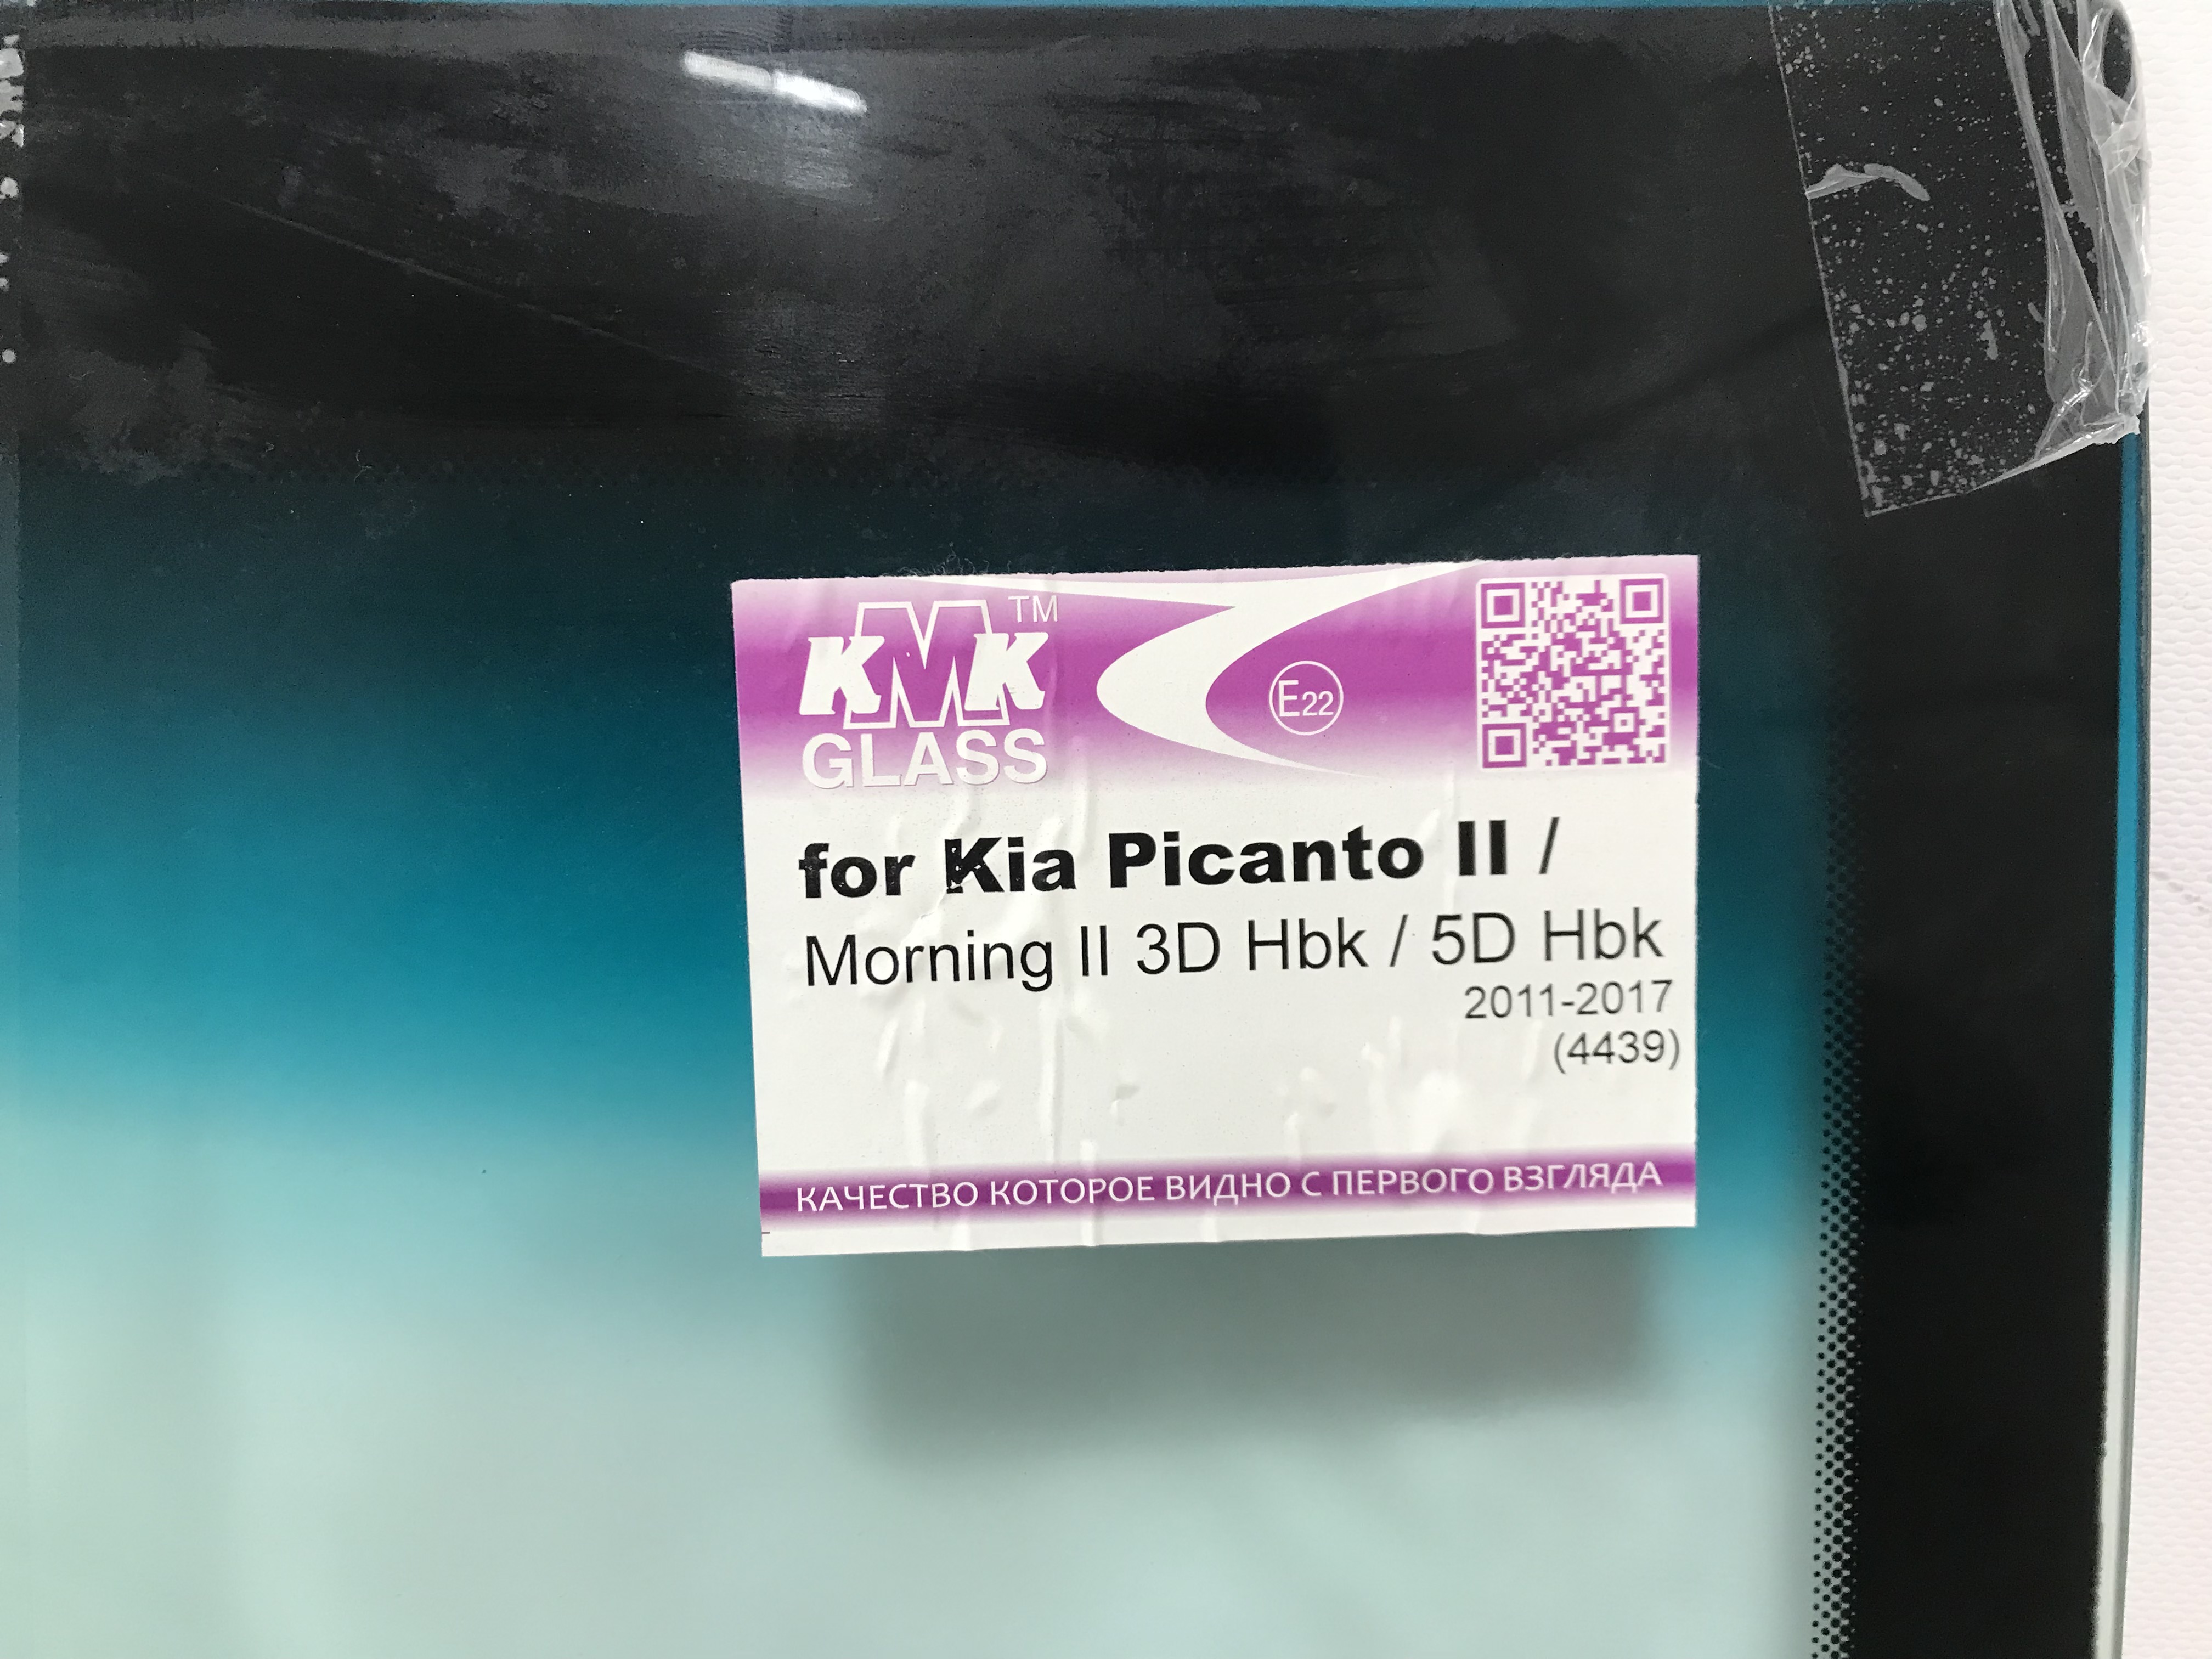 KMK™
GLASS
E22
for Kia Picanto II /
Morning II 3D Hbk / 5D Hbk
2011-2017
(4439)
КАЧЕСТВО КОТОРОЕ ВИДНО С ПЕРВОГО ВЗГЛЯДА